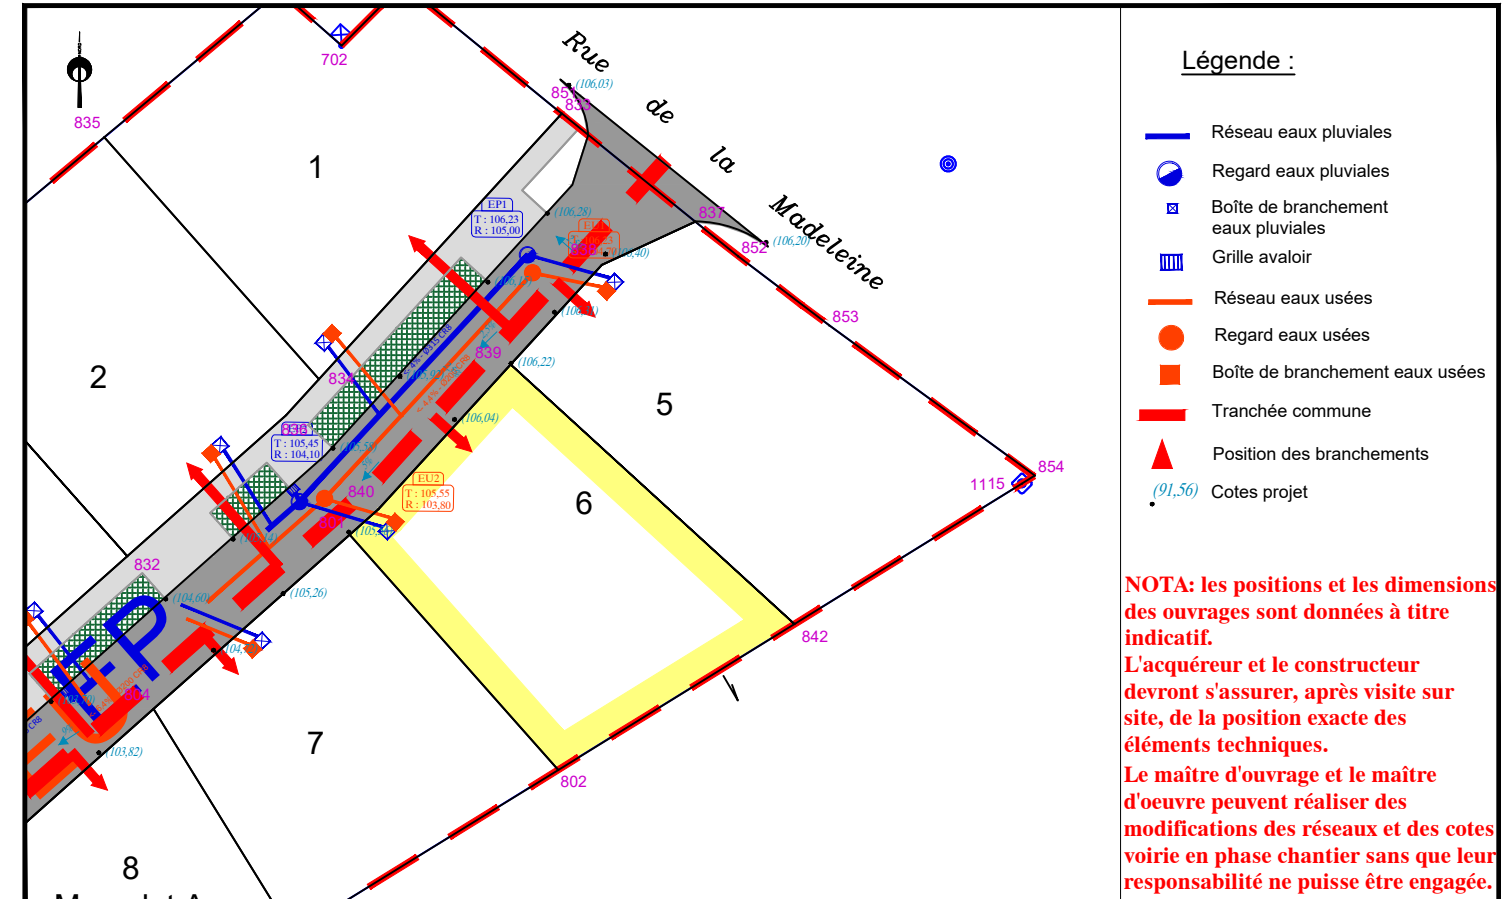 Rue de la Madeleine
(106,03)
702
851
835
1
EP1
T : 106,23
R : 105,00
(106,28)
837
852
(106,20)
853
2
834
839
(106,22)
5
(106,04)
T : 105,45
R : 104,10
EU2
T : 105,55
R : 103,80
840
6
854
1115
832
(104,60)
(105,26)
842
804
(103,82)
7
802
8
Légende :
Réseau eaux pluviales
Regard eaux pluviales
Boîte de branchement
eaux pluviales
Grille avaloir
Réseau eaux usées
Regard eaux usées
Boîte de branchement eaux usées
Tranchée commune
Position des branchements
(91,56) Cotes projet
NOTA: les positions et les dimensions
des ouvrages sont données à titre
indicatif.
L'acquéreur et le constructeur
devront s'assurer, après visite sur
site, de la position exacte des
éléments techniques.
Le maître d'ouvrage et le maître
d'oeuvre peuvent réaliser des
modifications des réseaux et des cotes
voirie en phase chantier sans que leur
responsabilité ne puisse être engagée.